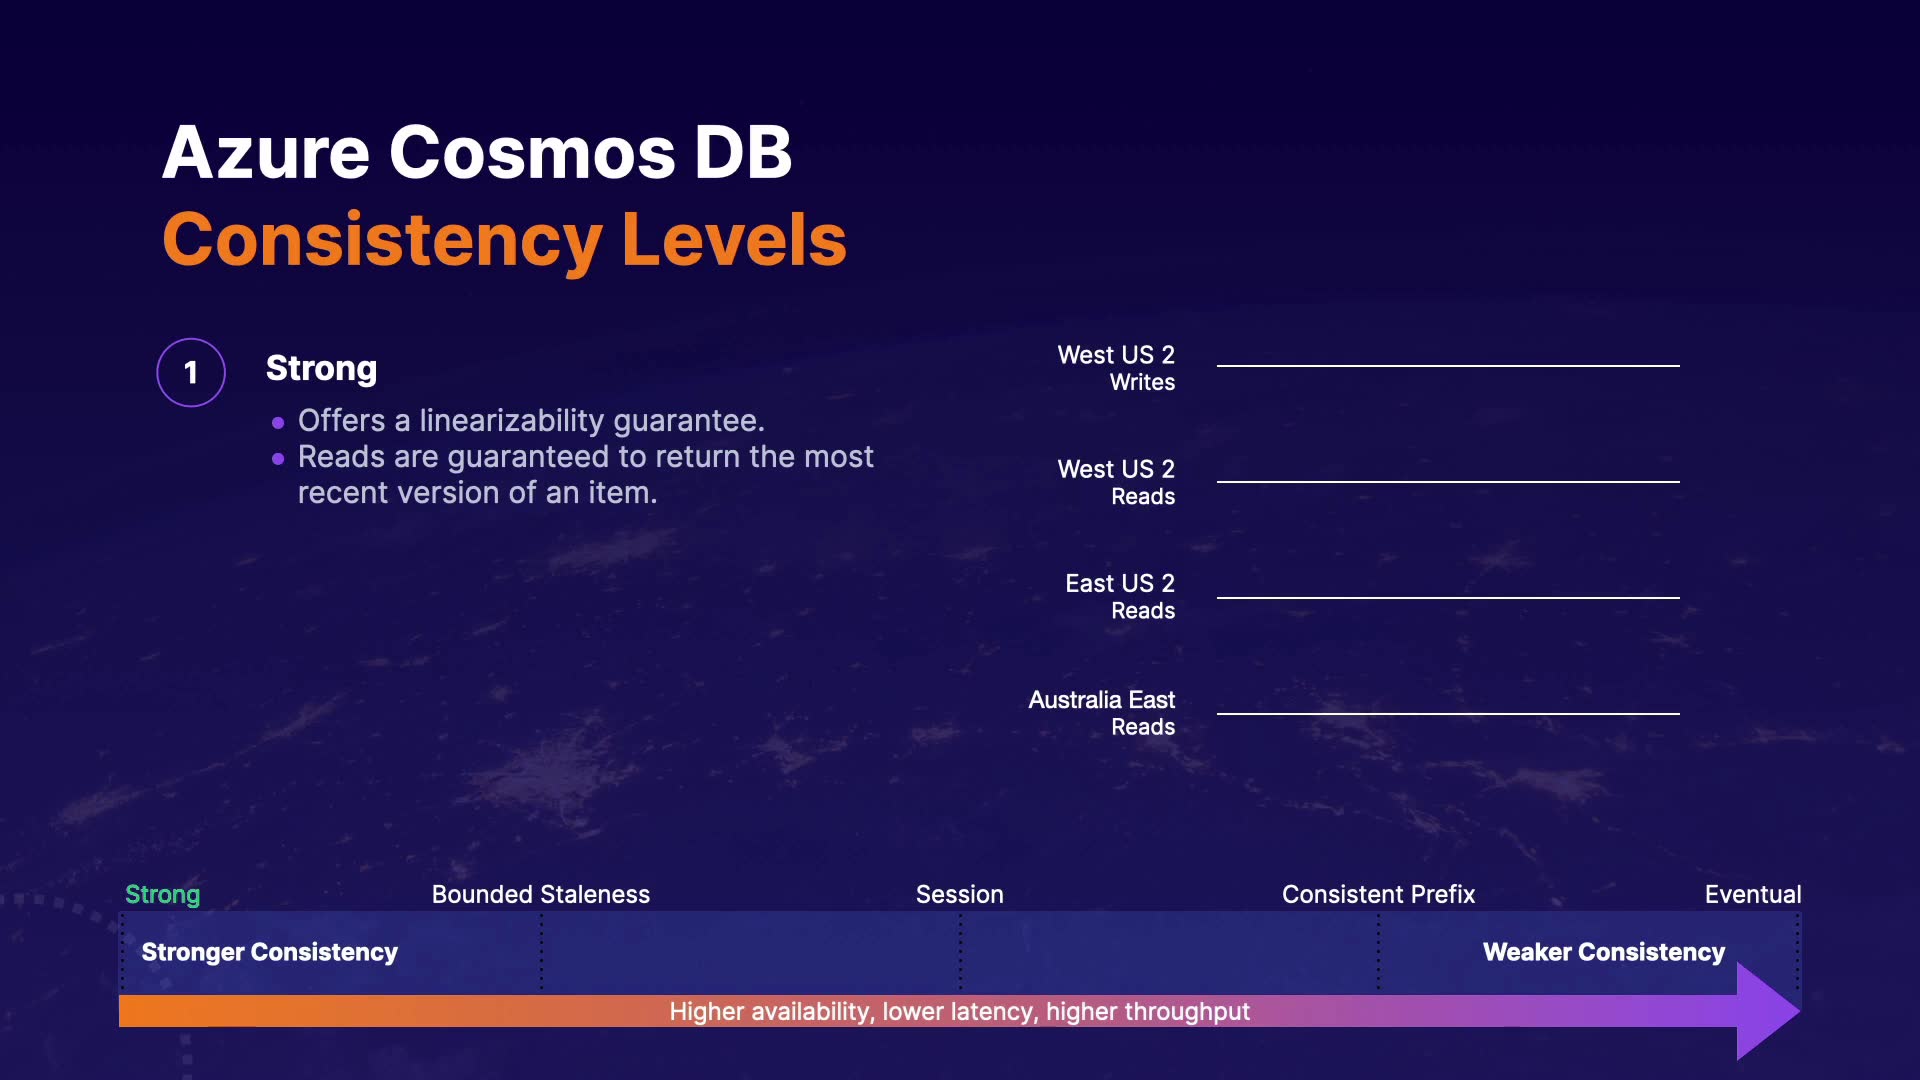 Azure Cosmos DB
Consistency Levels
1
Strong
Offers a linearizability guarantee.
Reads are guaranteed to return the most
recent version of an item.
West US 2
Writes
West US 2
Reads
East US 2
Reads
Australia East
Reads
Strong
Bounded Staleness
Session
Consistent Prefix
Eventual
Stronger Consistency
Weaker Consistency
Higher availability, lower latency, higher throughput